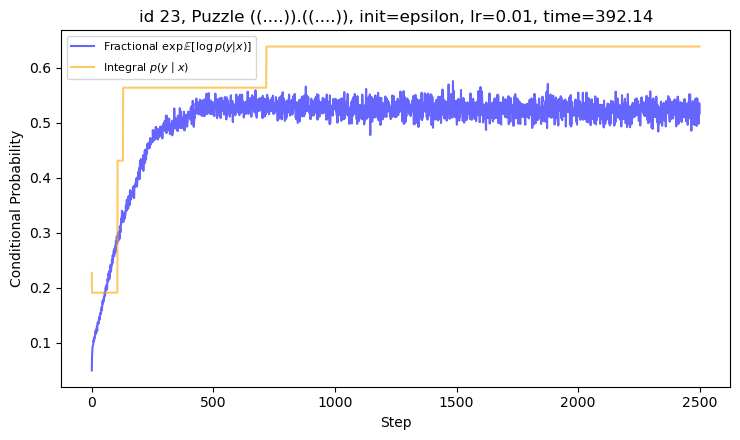 id 23, Puzzle ((....)).((....)), init=epsilon, lr=0.01, time=392.14
Fractional exp𝔼[log p(y|x)]
Integral p(y | x)
0.6
0.5
0.4
0.3
0.2
0.1
Conditional Probability
0 500 1000 1500 2000 2500
Step